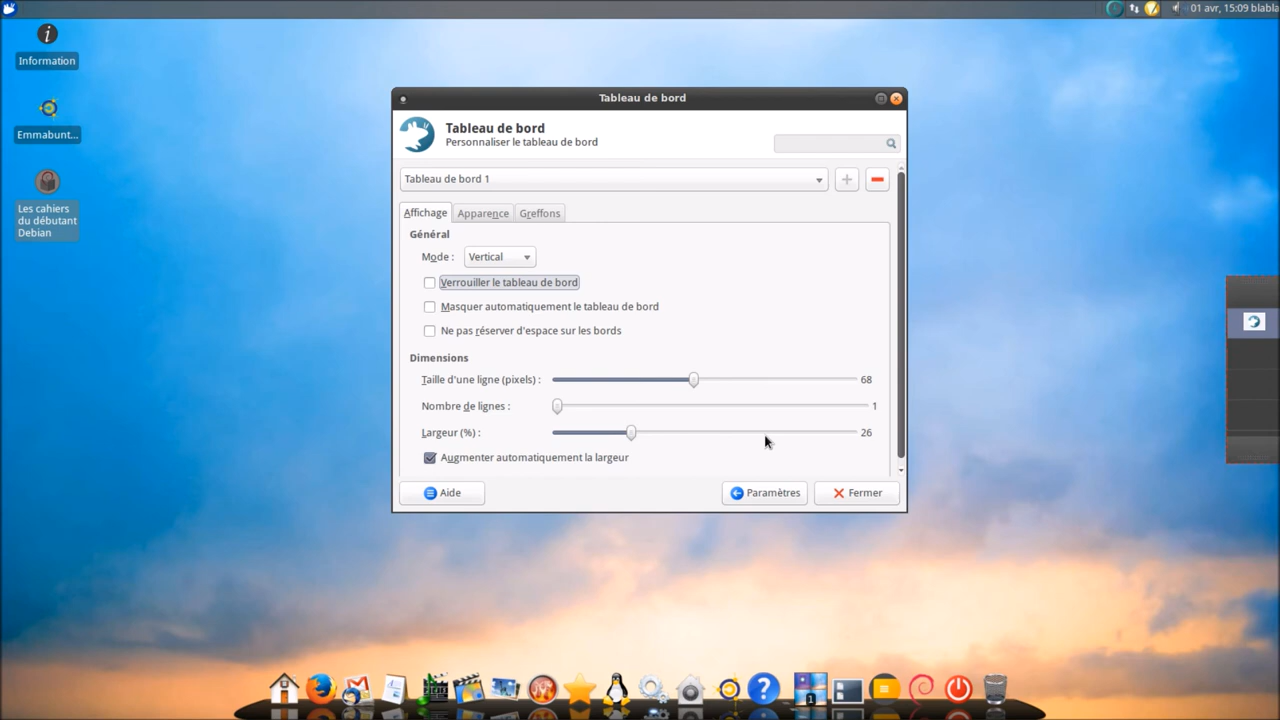 01 avr, 15:09 blabla
Information
Emmabunt...
Les cahiers
du débutant
Debian
Tableau de bord
Tableau de bord
Personnaliser le tableau de bord
Tableau de bord 1
Affichage Apparence Greffons
Général
Mode : Vertical
Verrouiller le tableau de bord
Masquer automatiquement le tableau de bord
Ne pas réserver d'espace sur les bords
Dimensions
Taille d'une ligne (pixels) : 68
Nombre de lignes : 1
Largeur (%) : 26
Augmenter automatiquement la largeur
Aide Paramètres Fermer
1